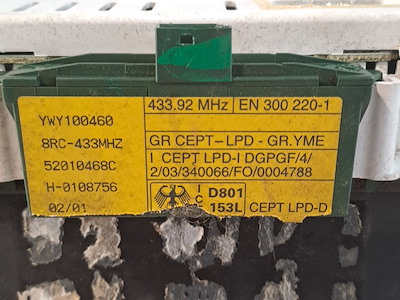 YWY100460
8RC-433MHZ
52010468C
H-0108756
02/01
433.92 MHz EN 300 220-1
GR CEPT-LPD - GR.YME
I CEPT LPD-I DGPGF/4/
2/03/340066/FO/0004788
D801
153L CEPT LPD-D